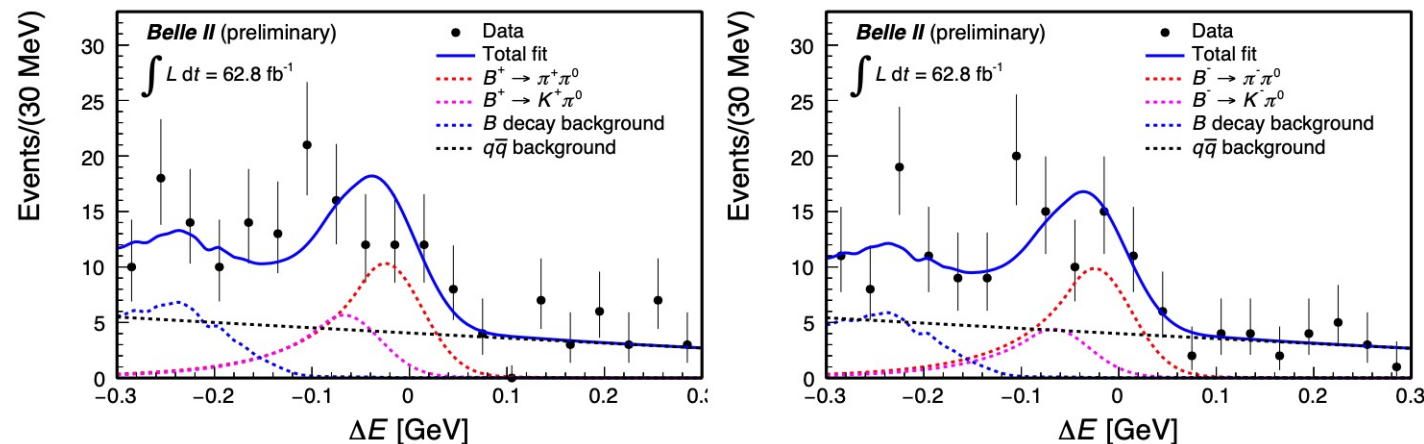 Belle II (preliminary)
∫ L dt = 62.8 fb⁻¹
Data
Total fit
B⁺ → π⁺π⁰
B⁺ → K⁺π⁰
B decay background
qq̅ background
Events/(30 MeV)
30
25
20
15
10
5
0
−0.3 −0.2 −0.1 0 0.1 0.2 0.3
ΔE [GeV]
Belle II (preliminary)
∫ L dt = 62.8 fb⁻¹
Data
Total fit
B⁻ → π⁻π⁰
B⁻ → K⁻π⁰
B decay background
qq̅ background
Events/(30 MeV)
30
25
20
15
10
5
0
−0.3 −0.2 −0.1 0 0.1 0.2 0.3
ΔE [GeV]